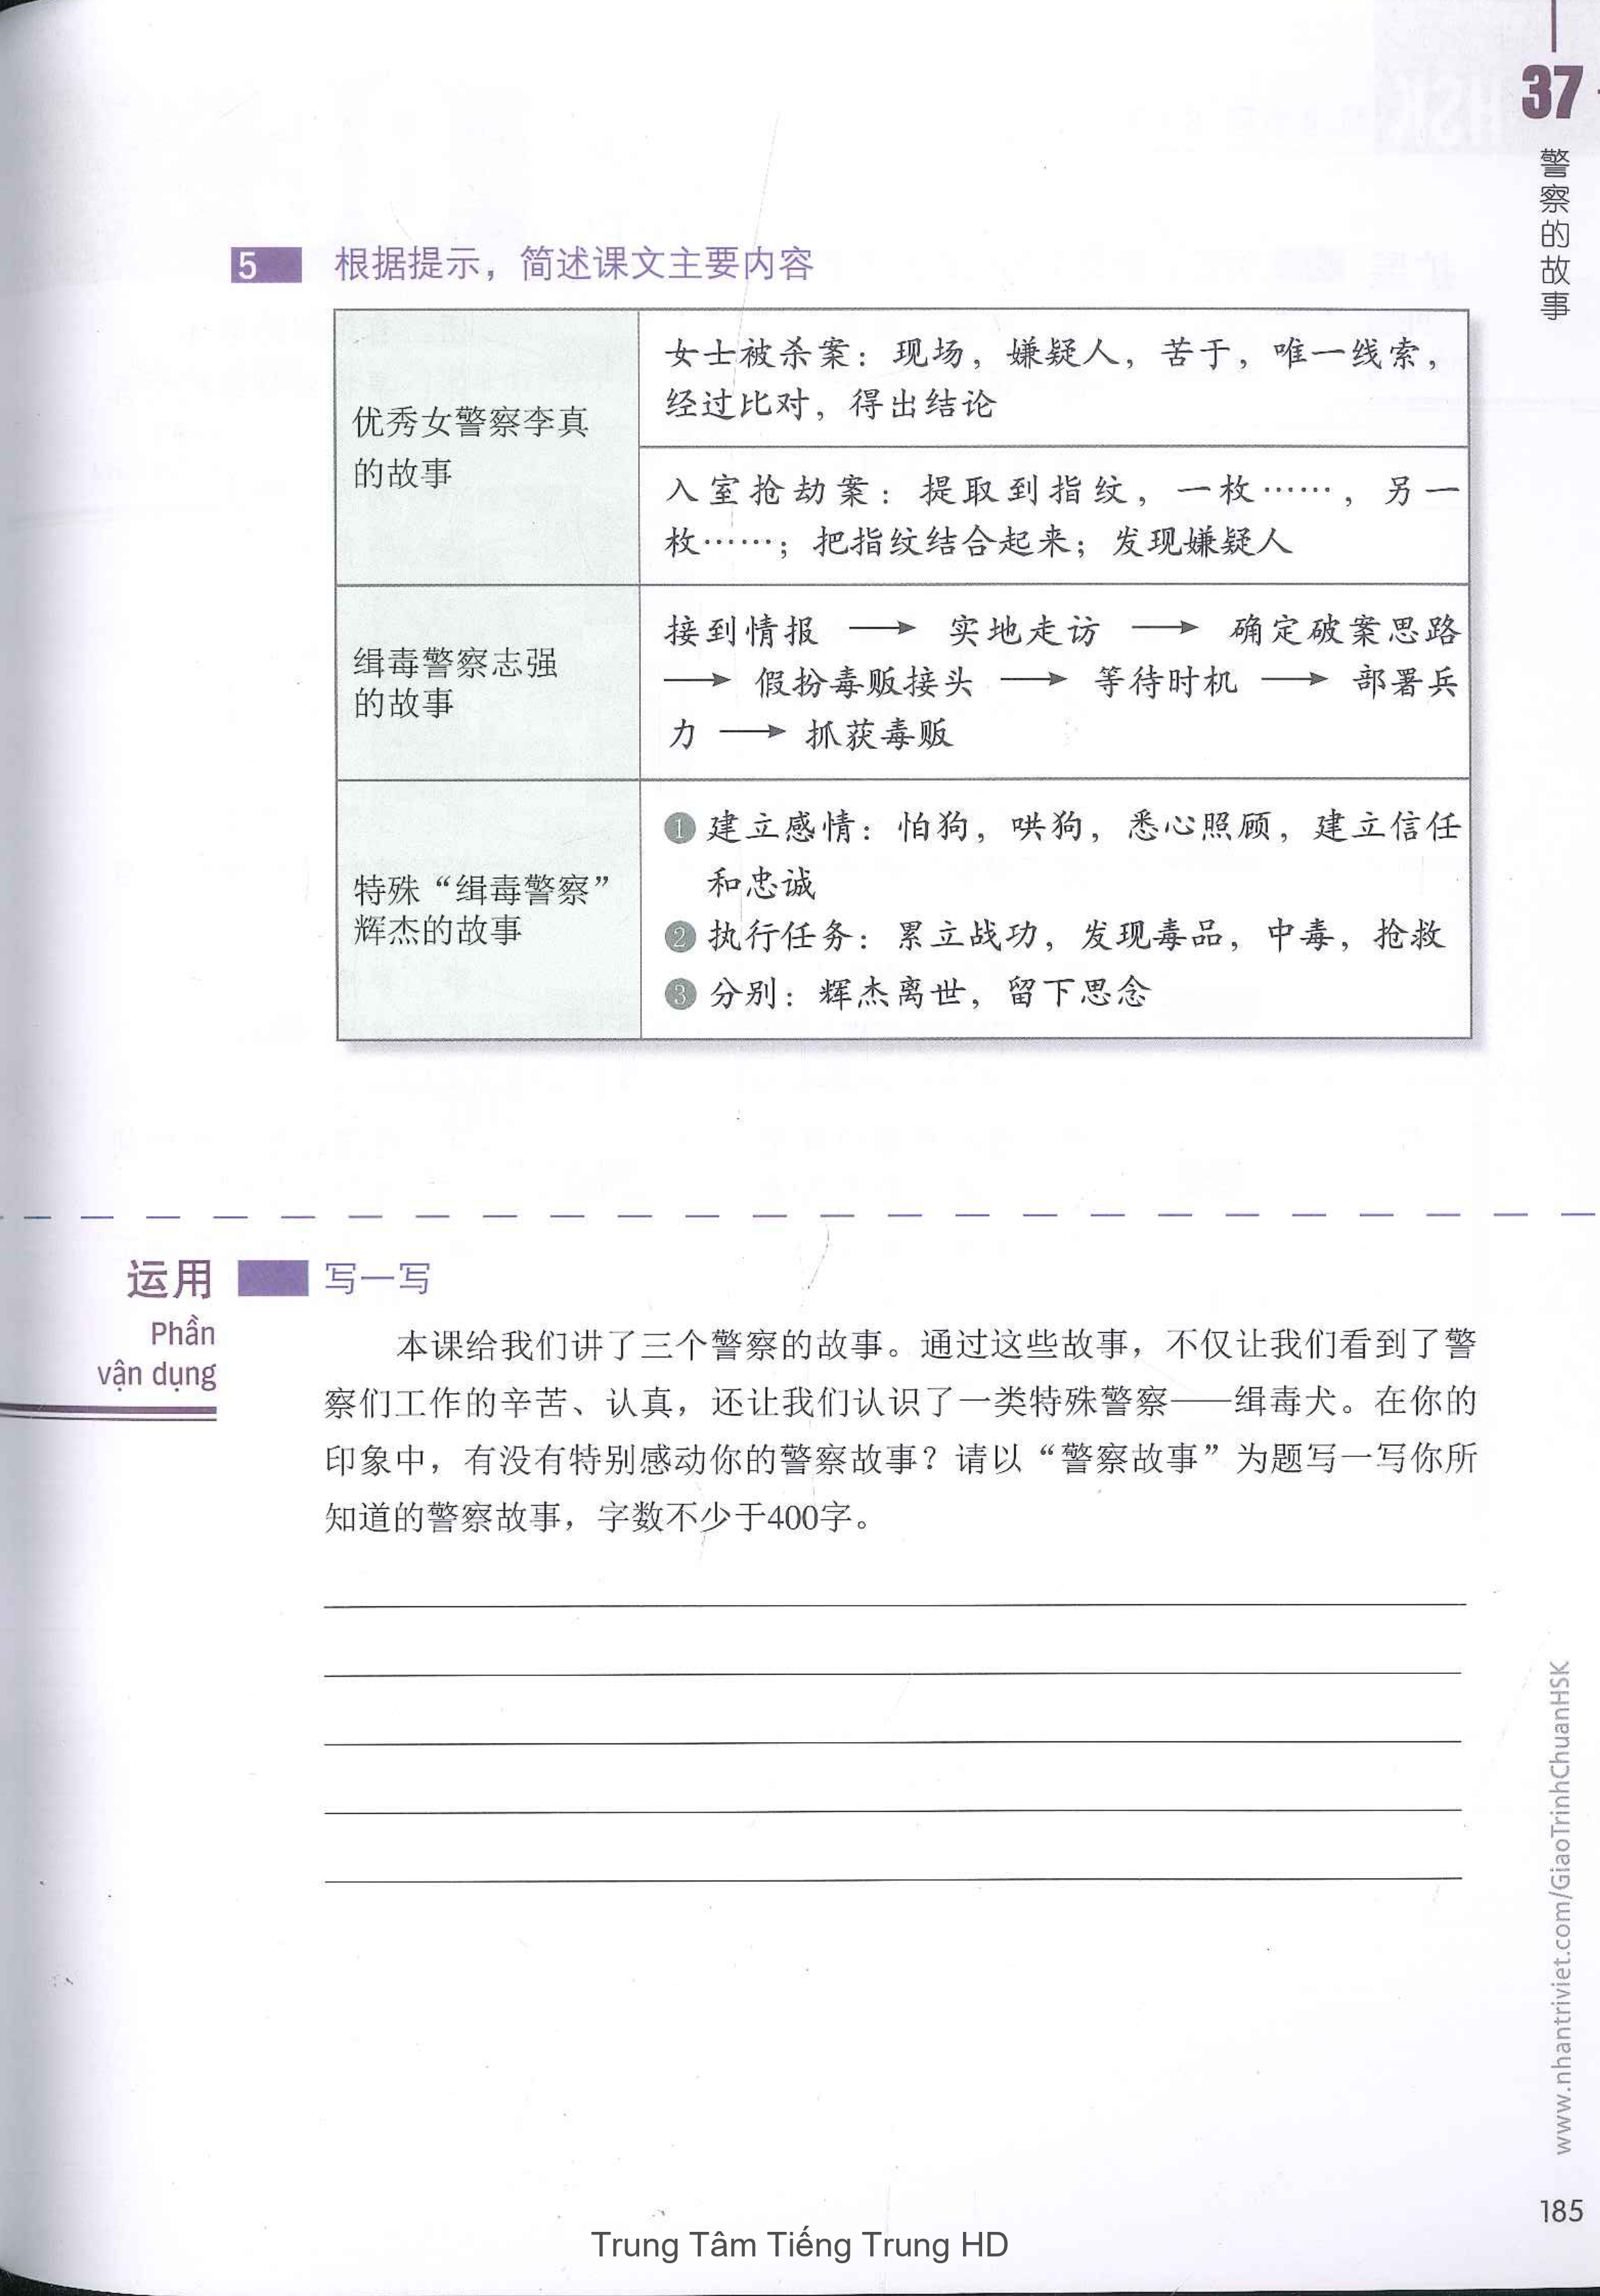 37
警察的故事
5 根据提示，简述课文主要内容
优秀女警察李真
的故事
女士被杀案：现场，嫌疑人，苦于，唯一线索，
经过比对，得出结论
入室抢劫案：提取到指纹，一枚……，另一
枚……；把指纹结合起来；发现嫌疑人
缉毒警察志强
的故事
接到情报 → 实地走访 → 确定破案思路
→ 假扮毒贩接头 → 等待时机 → 部署兵
力 → 抓获毒贩
特殊“缉毒警察”
辉杰的故事
❶ 建立感情：怕狗，哄狗，悉心照顾，建立信任
和忠诚
❷ 执行任务：累立战功，发现毒品，中毒，抢救
❸ 分别：辉杰离世，留下思念
运用
Phần
vận dụng
写一写
本课给我们讲了三个警察的故事。通过这些故事，不仅让我们看到了警
察们工作的辛苦、认真，还让我们认识了一类特殊警察——缉毒犬。在你的
印象中，有没有特别感动你的警察故事？请以“警察故事”为题写一写你所
知道的警察故事，字数不少于400字。
www.nhantriviet.com/GiaoTrinhChuanHSK
185
Trung Tâm Tiếng Trung HD